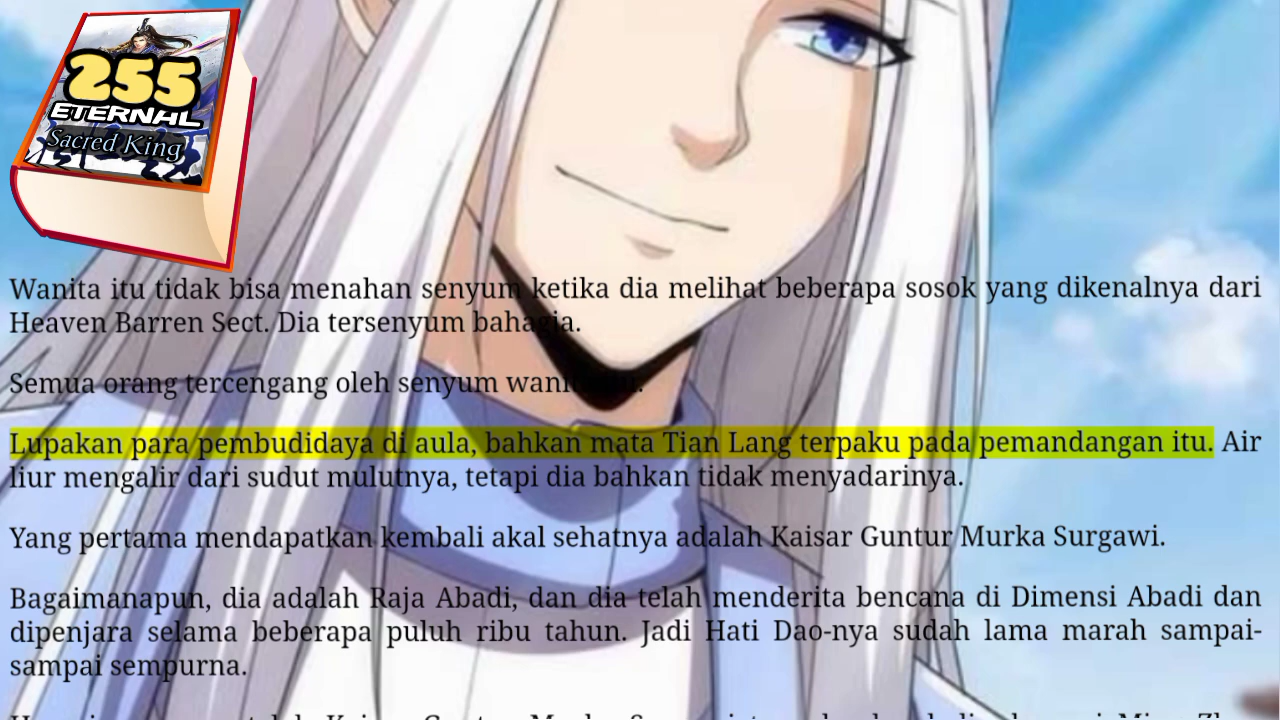 255
ETERNAL
Sacred King
Wanita itu tidak bisa menahan senyum ketika dia melihat beberapa sosok yang dikenalnya dari
Heaven Barren Sect. Dia tersenyum bahagia.
Semua orang tercengang oleh senyum
Lupakan para pembudidaya di aula, bahkan mata Tian Lang terpaku pada pemandangan itu. Air
liur mengalir dari sudut mulutnya, tetapi dia bahkan tidak menyadarinya.
Yang pertama mendapatkan kembali akal sehatnya adalah Kaisar Guntur Murka Surgawi.
Bagaimanapun, dia adalah Raja Abadi, dan dia telah menderita bencana di Dimensi Abadi dan
dipenjara selama beberapa puluh ribu tahun. Jadi Hati Dao-nya sudah lama marah sampai-
sampai sempurna.